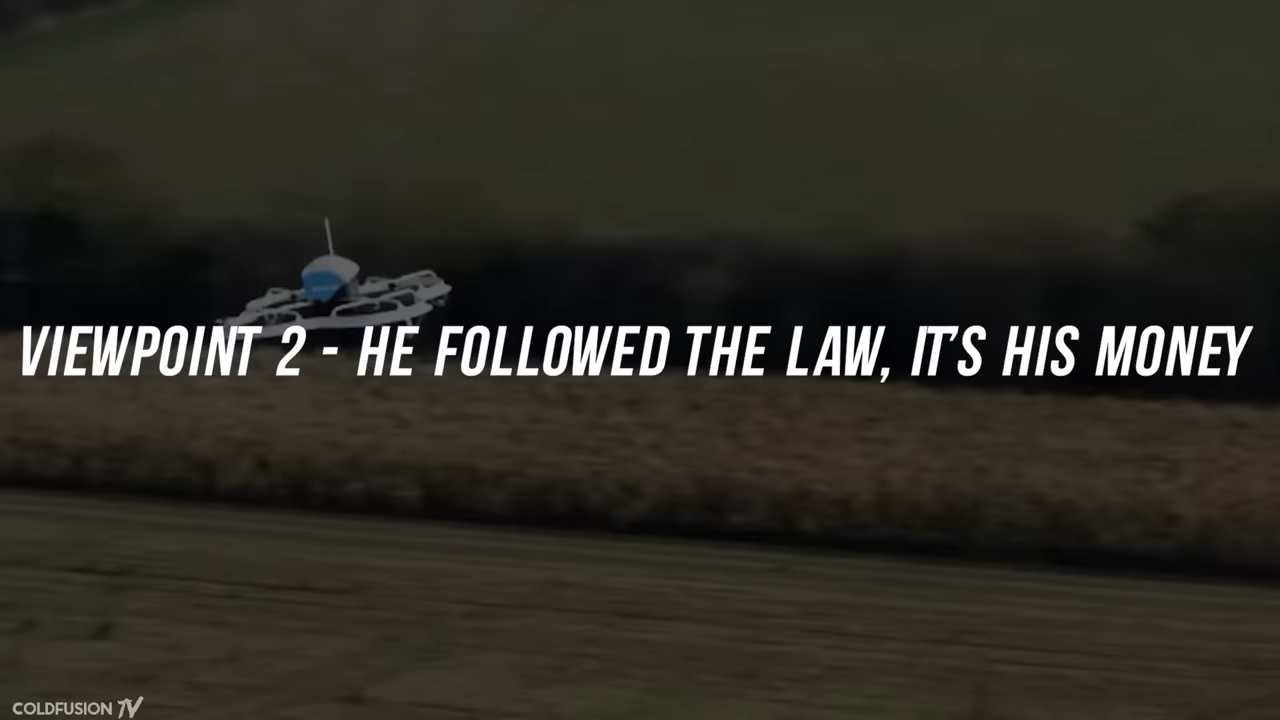 VIEWPOINT 2 - HE FOLLOWED THE LAW, IT'S HIS MONEY
COLDFUSION TV